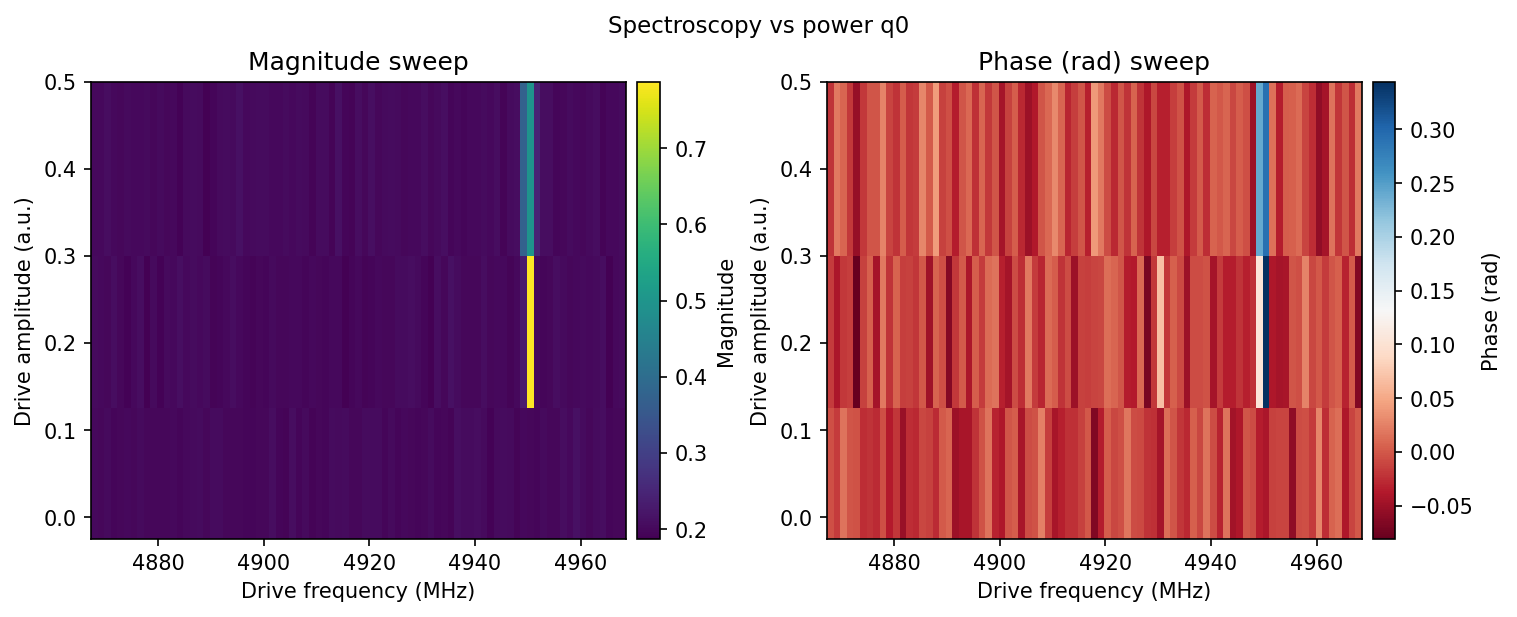 Spectroscopy vs power q0
Magnitude sweep
0.5
0.4
0.3
0.2
0.1
0.0
Drive amplitude (a.u.)
4880 4900 4920 4940 4960
Drive frequency (MHz)
0.7
0.6
0.5
0.4
0.3
0.2
Magnitude
Phase (rad) sweep
0.5
0.4
0.3
0.2
0.1
0.0
Drive amplitude (a.u.)
4880 4900 4920 4940 4960
Drive frequency (MHz)
0.30
0.25
0.20
0.15
0.10
0.05
0.00
−0.05
Phase (rad)